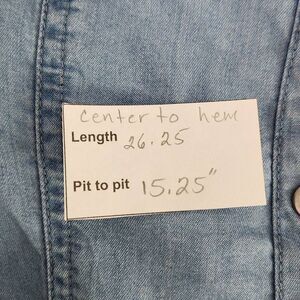 center to hem
Length 26.25
Pit to pit 15.25"